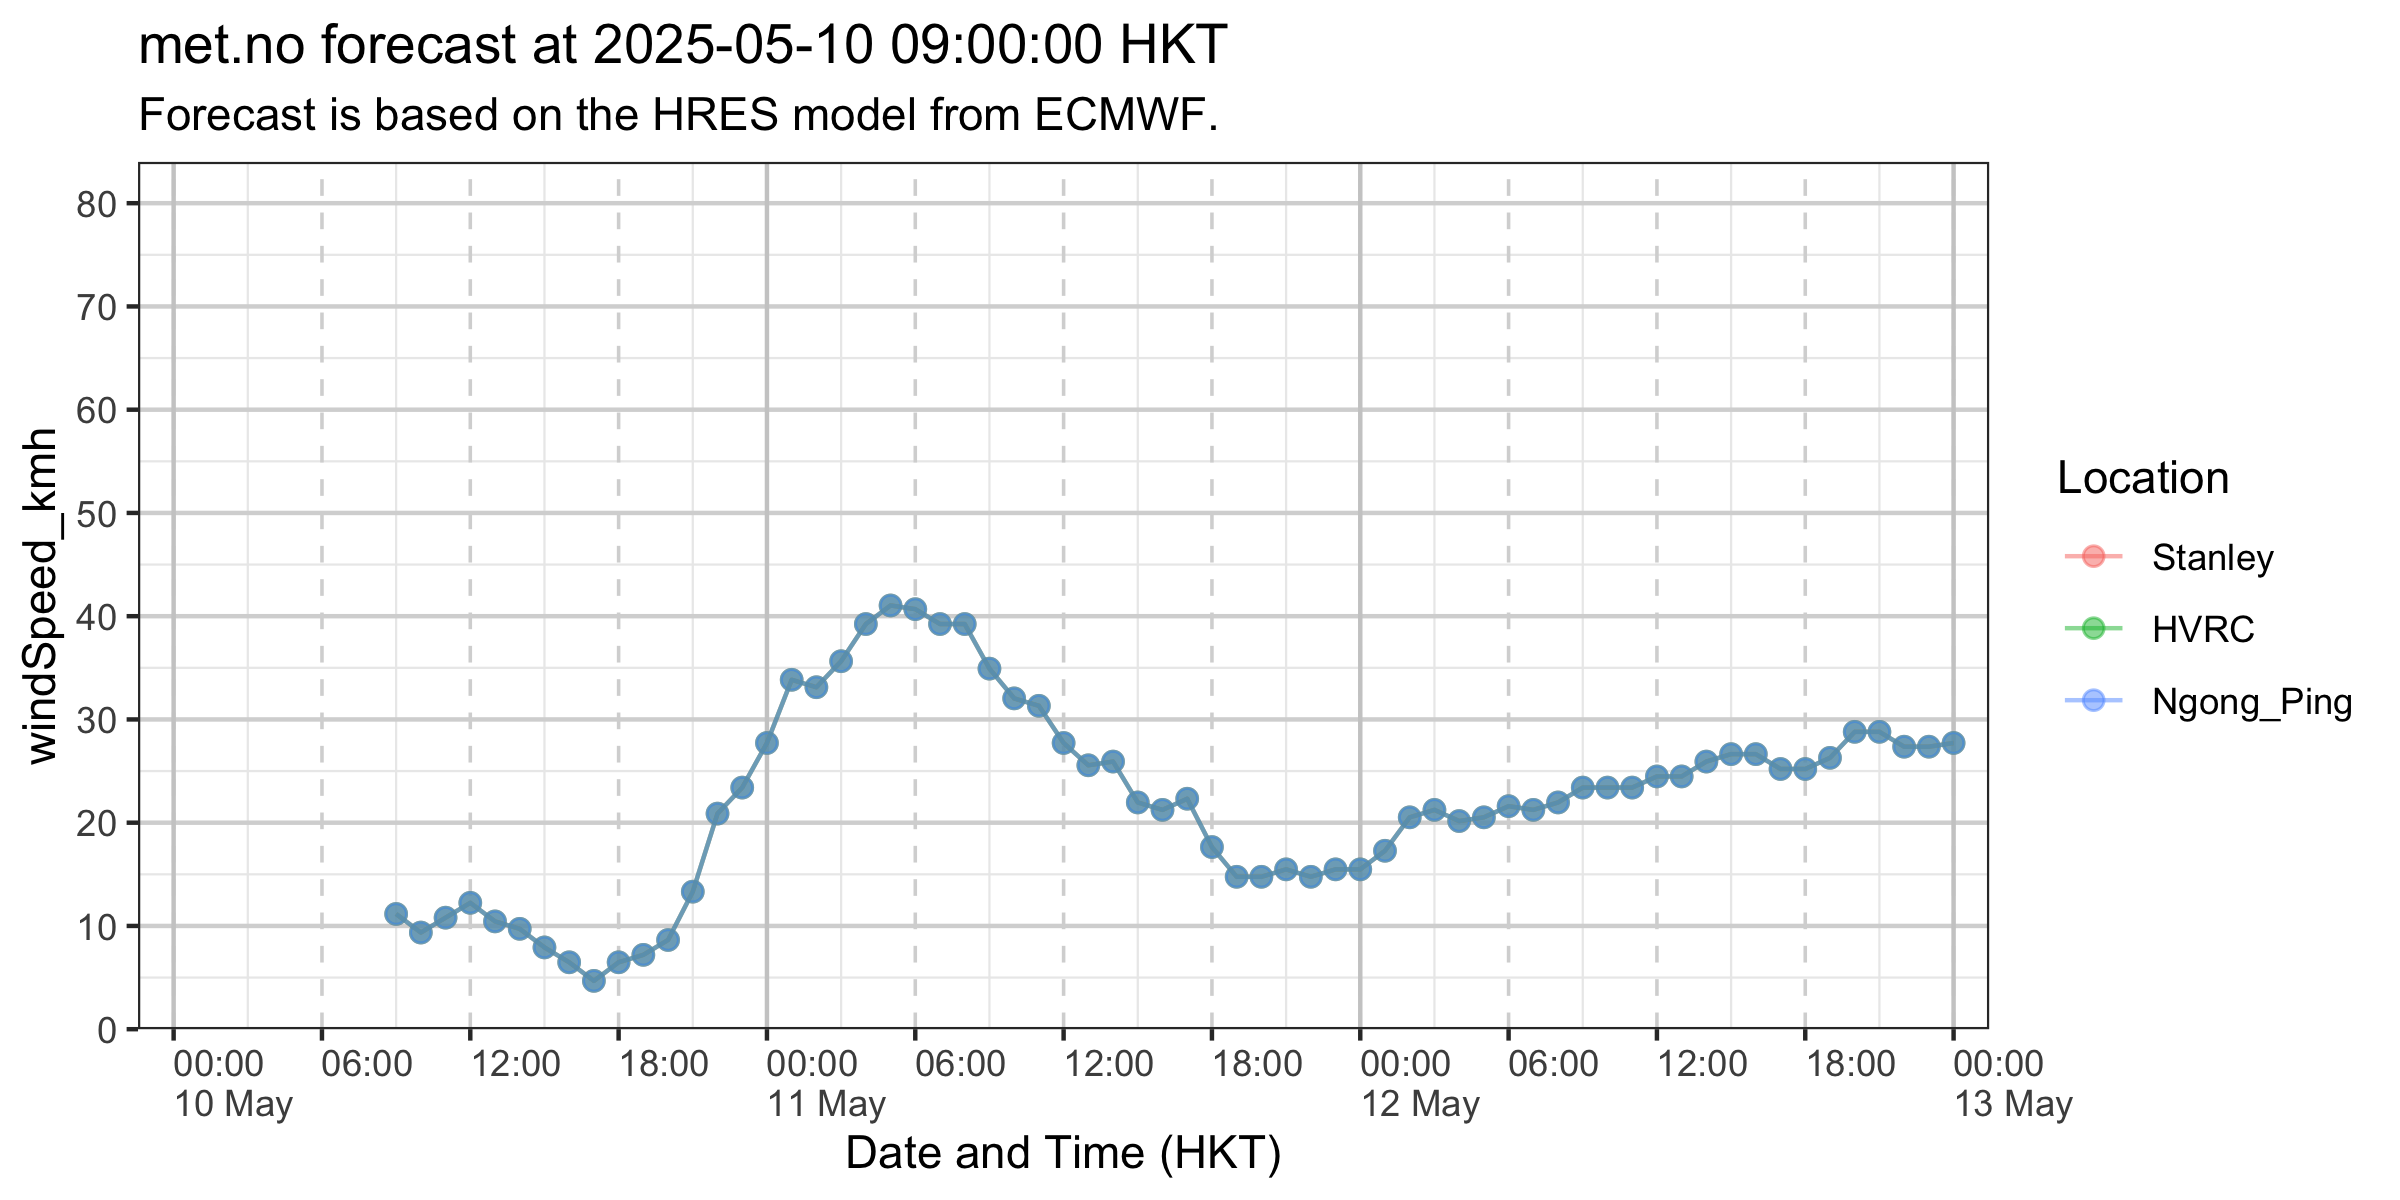 met.no forecast at 2025-05-10 09:00:00 HKT
Forecast is based on the HRES model from ECMWF.
windSpeed_kmh
80
70
60
50
40
30
20
10
0
00:00 06:00 12:00 18:00 00:00 06:00 12:00 18:00 00:00 06:00 12:00 18:00 00:00
10 May 11 May 12 May 13 May
Date and Time (HKT)
Location
Stanley
HVRC
Ngong_Ping